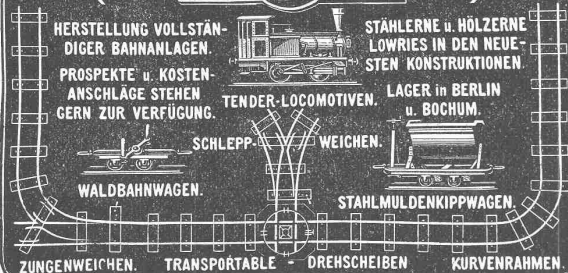 HERSTELLUNG VOLLSTÄN-
DIGER BAHNANLAGEN.
PROSPEKTE u. KOSTEN-
ANSCHLÄGE STEHEN
GERN ZUR VERFÜGUNG.
STÄHLERNE u. HÖLZERNE
LOWRIES IN DEN NEUE-
STEN KONSTRUKTIONEN
LAGER in BERLIN
u. BOCHUM.
TENDER-LOCOMOTIVEN.
SCHLEPP-WEICHEN.
WALDBAHNWAGEN.
STAHLMULDENKIPPWAGEN.
ZUNGENWEICHEN. TRANSPORTABLE - DREHSCHEIBEN KURVENRAHMEN.